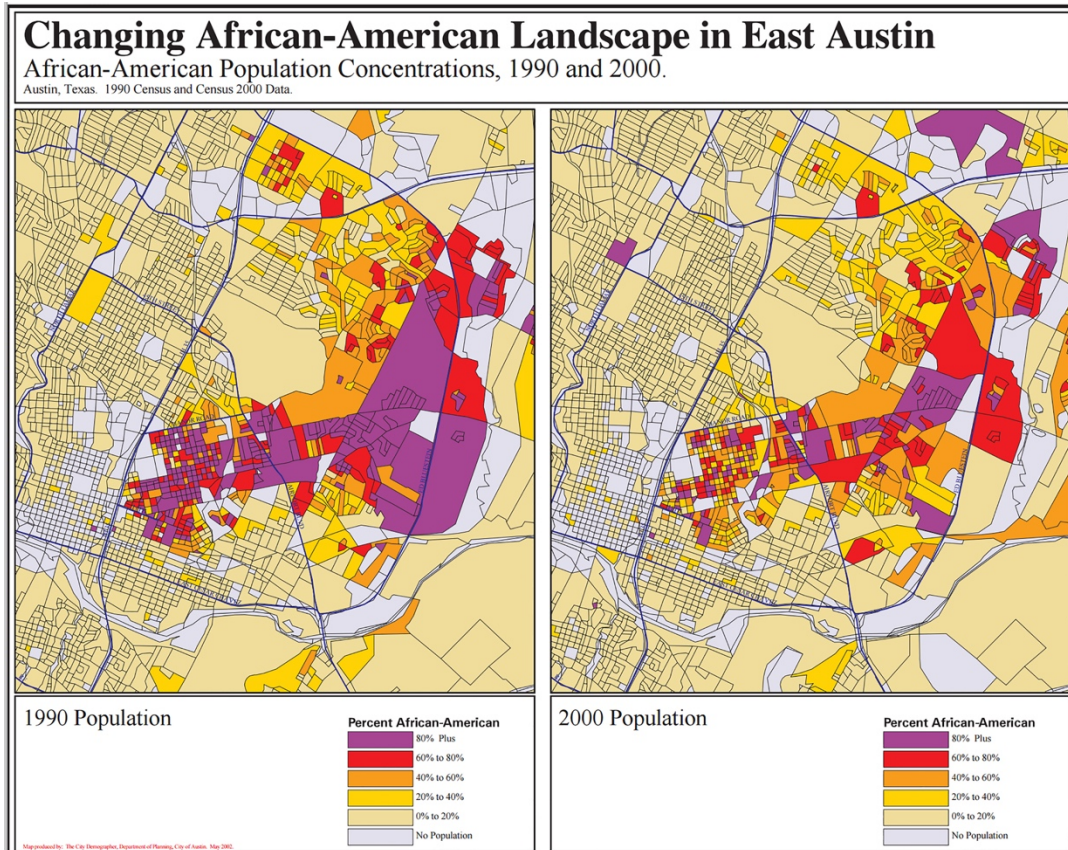 Changing African-American Landscape in East Austin
African-American Population Concentrations, 1990 and 2000.
Austin, Texas. 1990 Census and Census 2000 Data.
1990 Population
Percent African-American
80% Plus
60% to 80%
40% to 60%
20% to 40%
0% to 20%
No Population
Map produced by: The City Demographer, Department of Planning, City of Austin. May 2002.
2000 Population
Percent African-American
80% Plus
60% to 80%
40% to 60%
20% to 40%
0% to 20%
No Population